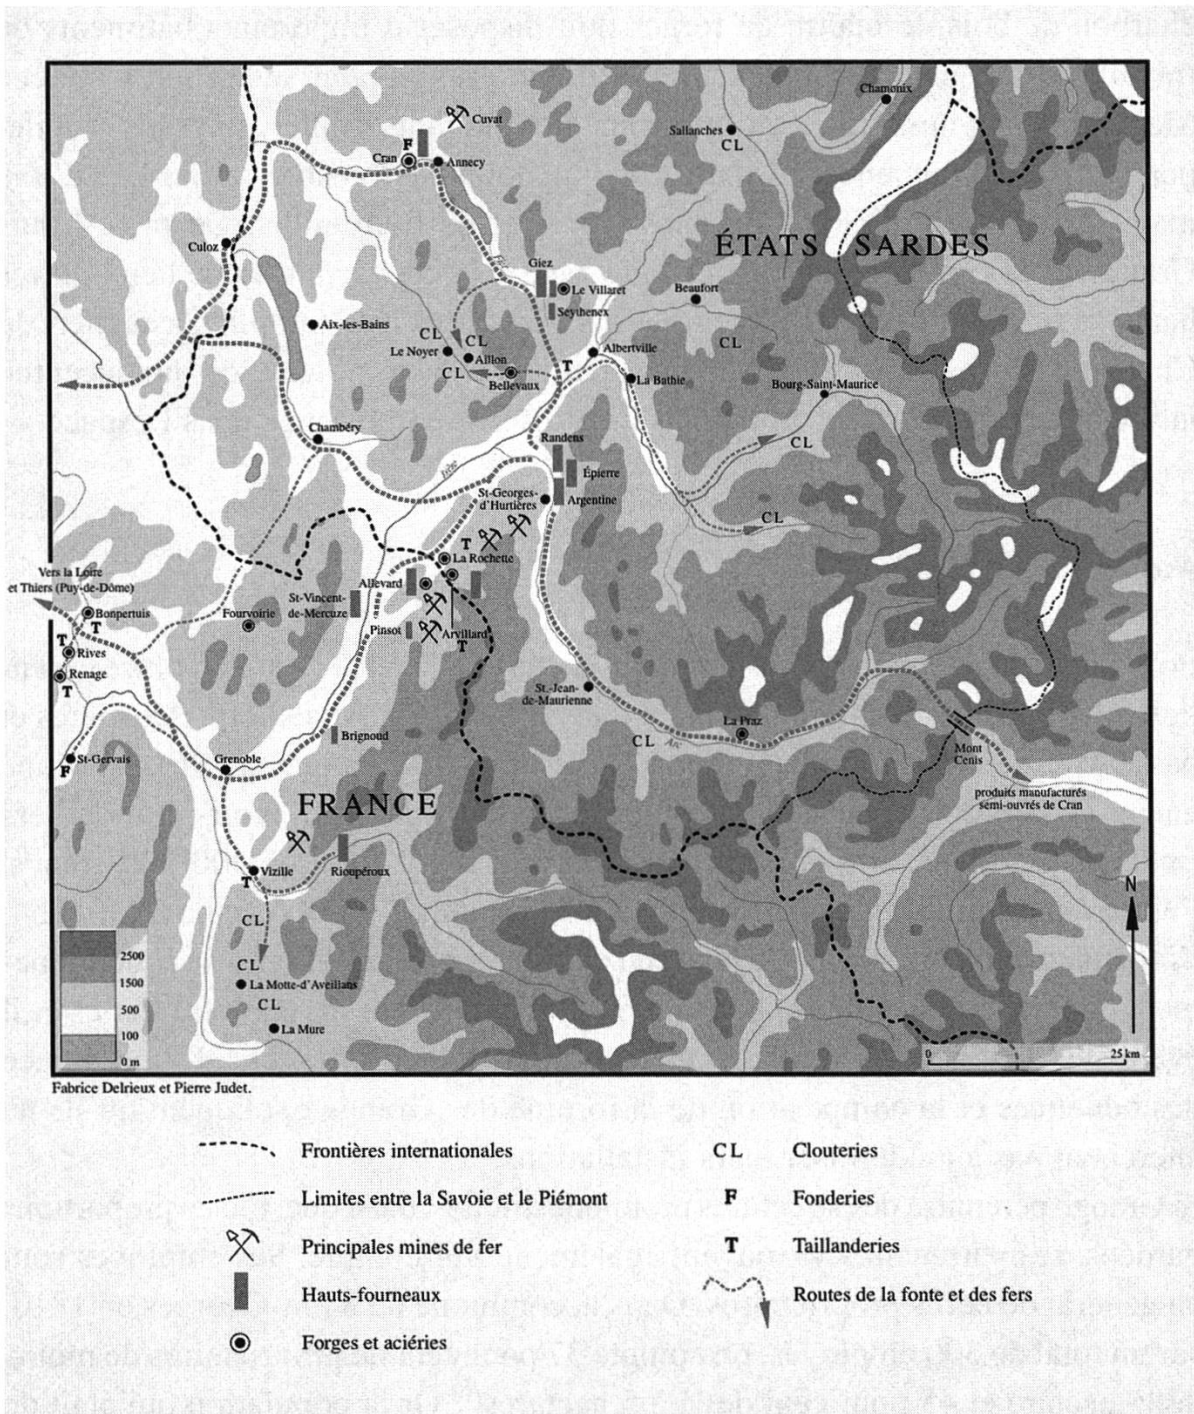 Chamonix
Cuvat
Sallanches
CL
F
Cran
Annecy
ÉTATS SARDES
Culoz
Giez
Le Villaret
Beaufort
Seythenex
Aix-les-Bains
CL
CL
CL
Le Noyer
Aillon
T
Albertville
CL
Bellevaux
La Bathie
Bourg-Saint-Maurice
Chambéry
CL
Randens
Isère
Épierre
St-Georges-
d'Hurtières
Argentine
CL
T
La Rochette
Vers la Loire
et Thiers (Puy-de-Dôme)
Allevard
St-Vincent-
de-Mercuze
Bonpertuis
T
Fourvoirie
Pinsot
Arvillard
T
T
Rives
Renage
T
St.-Jean-
de-Maurienne
La Praz
CL
Arc
Brignoud
Mont
Cenis
St-Gervais
F
Grenoble
produits manufacturés
semi-ouvrés de Cran
FRANCE
Vizille
T
Rioupéroux
N
CL
2500
1500
500
100
0 m
CL
La Motte-d'Aveillans
CL
La Mure
0
25 km
Fabrice Delrieux et Pierre Judet.
Frontières internationales
CL
Clouteries
Limites entre la Savoie et le Piémont
F
Fonderies
Principales mines de fer
T
Taillanderies
Hauts-fourneaux
Routes de la fonte et des fers
Forges et aciéries